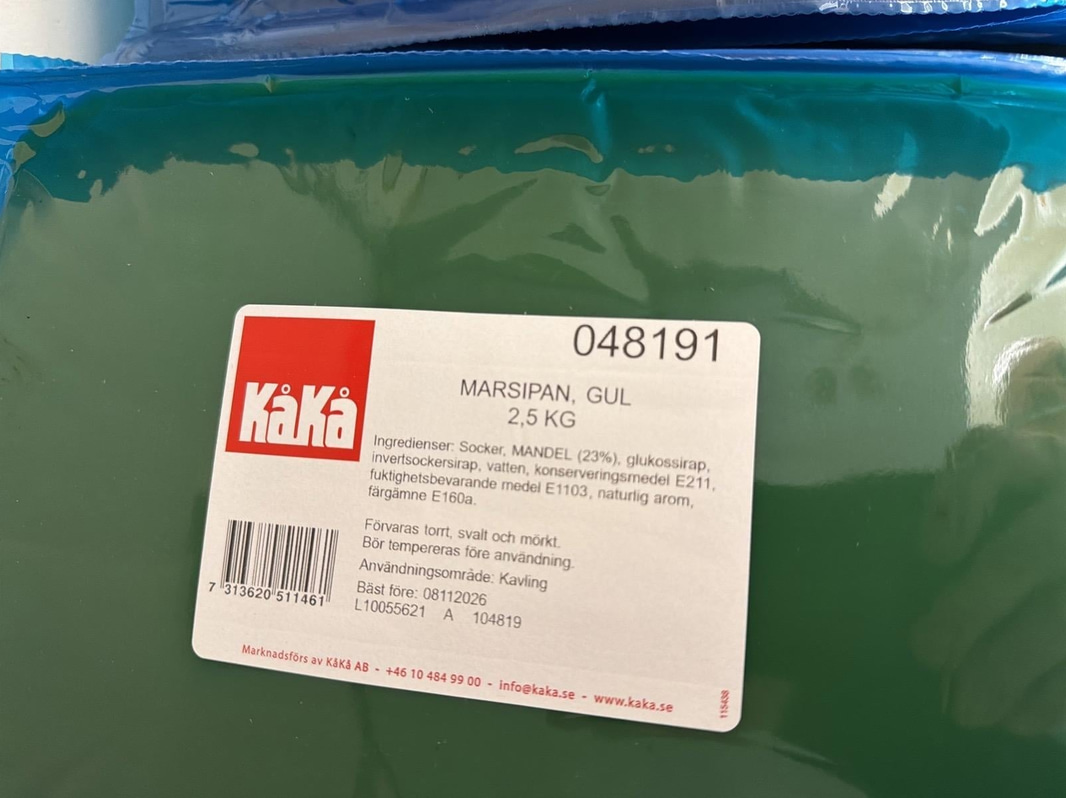 048191
KåKå
MARSIPAN, GUL
2,5 KG
Ingredienser: Socker, MANDEL (23%), glukossirap,
invertsockersirap, vatten, konserveringsmedel E211,
fuktighetsbevarande medel E1103, naturlig arom,
färgämne E160a.
Förvaras torrt, svalt och mörkt.
Bör tempereras före användning.
Användningsområde: Kavling
Bäst före: 08112026
L10055621 A 104819
7 313620 511461
Marknadsförs av KåKå AB - +46 10 484 99 00 - info@kaka.se - www.kaka.se
115438